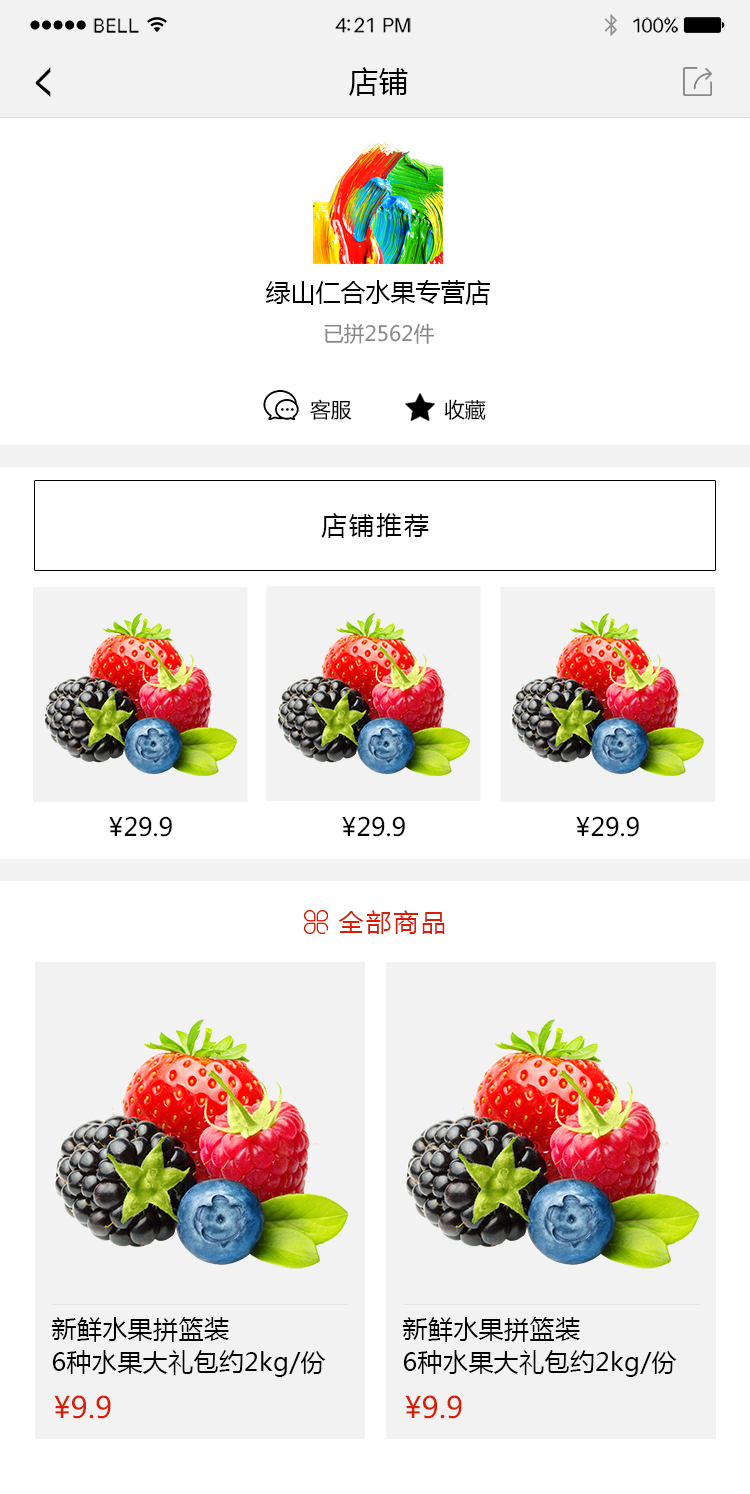 BELL 4:21 PM 100%
店铺
绿山仁合水果专营店
已拼2562件
客服 收藏
店铺推荐
¥29.9 ¥29.9 ¥29.9
全部商品
新鲜水果拼篮装
6种水果大礼包约2kg/份
¥9.9
新鲜水果拼篮装
6种水果大礼包约2kg/份
¥9.9